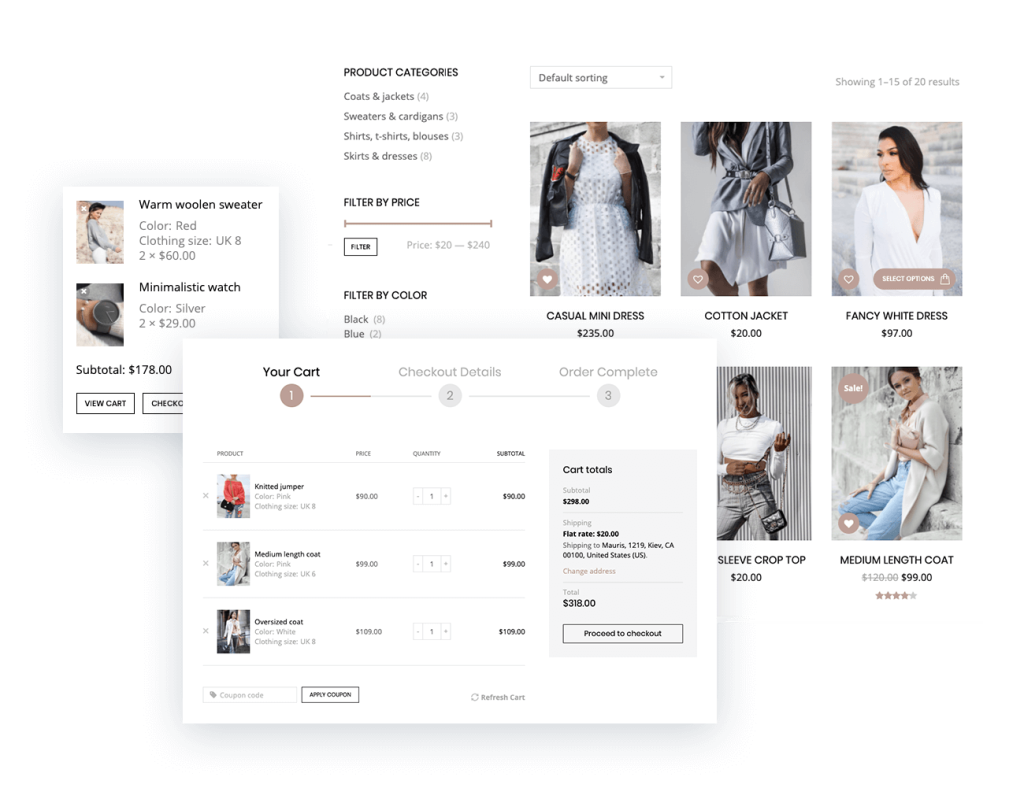 PRODUCT CATEGORIES
Coats & jackets (4)
Sweaters & cardigans (3)
Shirts, t-shirts, blouses (3)
Skirts & dresses (8)
FILTER BY PRICE
FILTER
Price: $20 — $240
FILTER BY COLOR
Black (8)
Blue (2)
Default sorting
Showing 1–15 of 20 results
CASUAL MINI DRESS
$235.00
COTTON JACKET
$20.00
SELECT OPTIONS
FANCY WHITE DRESS
$97.00
SLEEVE CROP TOP
$20.00
Sale!
MEDIUM LENGTH COAT
$120.00 $99.00
Warm woolen sweater
Color: Red
Clothing size: UK 8
2 × $60.00
Minimalistic watch
Color: Silver
2 × $29.00
Subtotal: $178.00
VIEW CART
CHECKO
Your Cart
1
Checkout Details
2
Order Complete
3
PRODUCT PRICE QUANTITY SUBTOTAL
Knitted jumper
Color: Pink
Clothing size: UK 8
$90.00 - 1 + $90.00
Medium length coat
Color: Pink
Clothing size: UK 6
$99.00 - 1 + $99.00
Oversized coat
Color: White
Clothing size: UK 8
$109.00 - 1 + $109.00
Coupon code
APPLY COUPON
Refresh Cart
Cart totals
Subtotal
$298.00
Shipping
Flat rate: $20.00
Shipping to Mauris, 1219, Kiev, CA
00100, United States (US).
Change address
Total
$318.00
Proceed to checkout